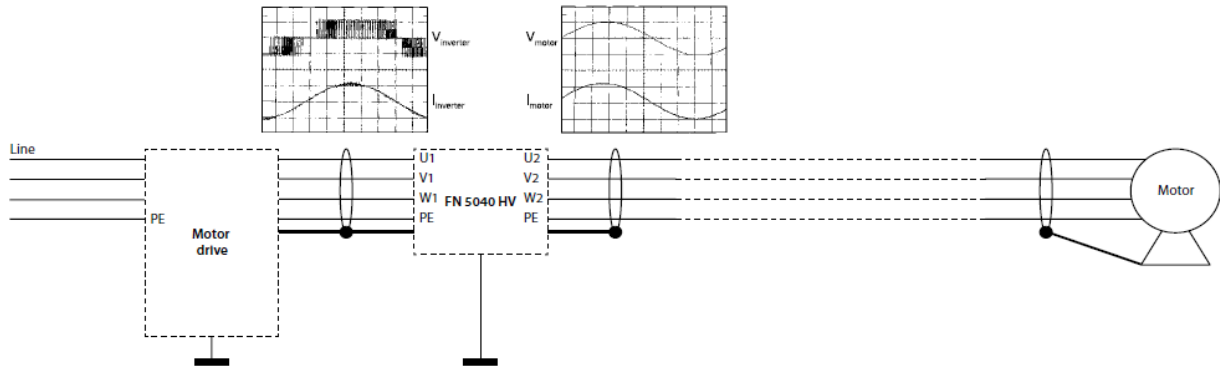 V inverter
V motor
I inverter
I motor
Line
U1
U2
V1
V2
W1
FN 5040 HV
W2
Motor
PE
PE
PE
Motor
drive